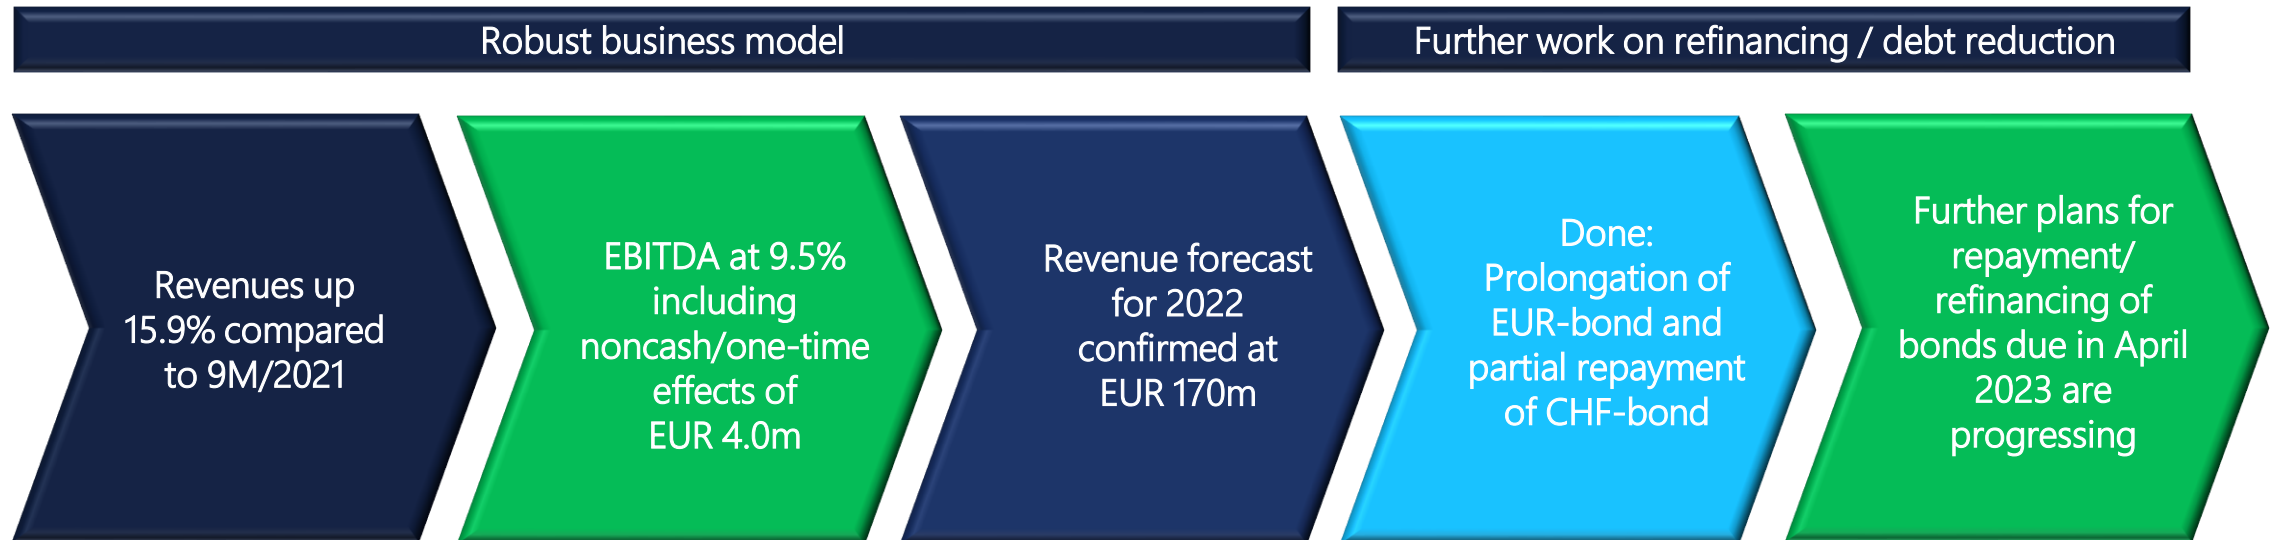 Robust business model
Further work on refinancing / debt reduction
Revenues up
15.9% compared
to 9M/2021
EBITDA at 9.5%
including
noncash/one-time
effects of
EUR 4.0m
Revenue forecast
for 2022
confirmed at
EUR 170m
Done:
Prolongation of
EUR-bond and
partial repayment
of CHF-bond
Further plans for
repayment/
refinancing of
bonds due in April
2023 are
progressing